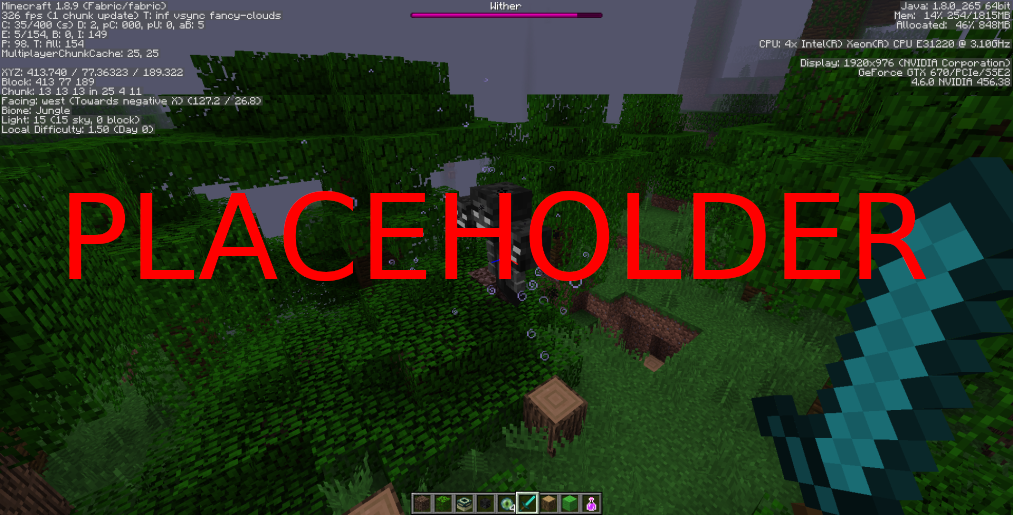 Minecraft 1.8.9 (Fabric/fabric)
326 fps (1 chunk update) T: inf vsync fancy-clouds
C: 35/400 (s) D: 2, pC: 000, pU: 0, aB: 5
E: 5/154, B: 0, I: 149
P: 98. T: All: 154
MultiplayerChunkCache: 25, 25
XYZ: 413.740 / 77.36323 / 189.322
Block: 413 77 189
Chunk: 13 13 13 in 25 4 11
Facing: west (Towards negative X) (127.2 / 26.8)
Biome: Jungle
Light: 15 (15 sky, 0 block)
Local Difficulty: 1.50 (Day 0)
Wither
Java: 1.8.0_265 64bit
Mem: 14% 254/1815MB
Allocated: 46% 848MB
CPU: 4x Intel(R) Xeon(R) CPU E31220 @ 3.10GHz
Display: 1920x976 (NVIDIA Corporation)
GeForce GTX 670/PCIe/SSE2
4.6.0 NVIDIA 456.38
PLACEHOLDER
4